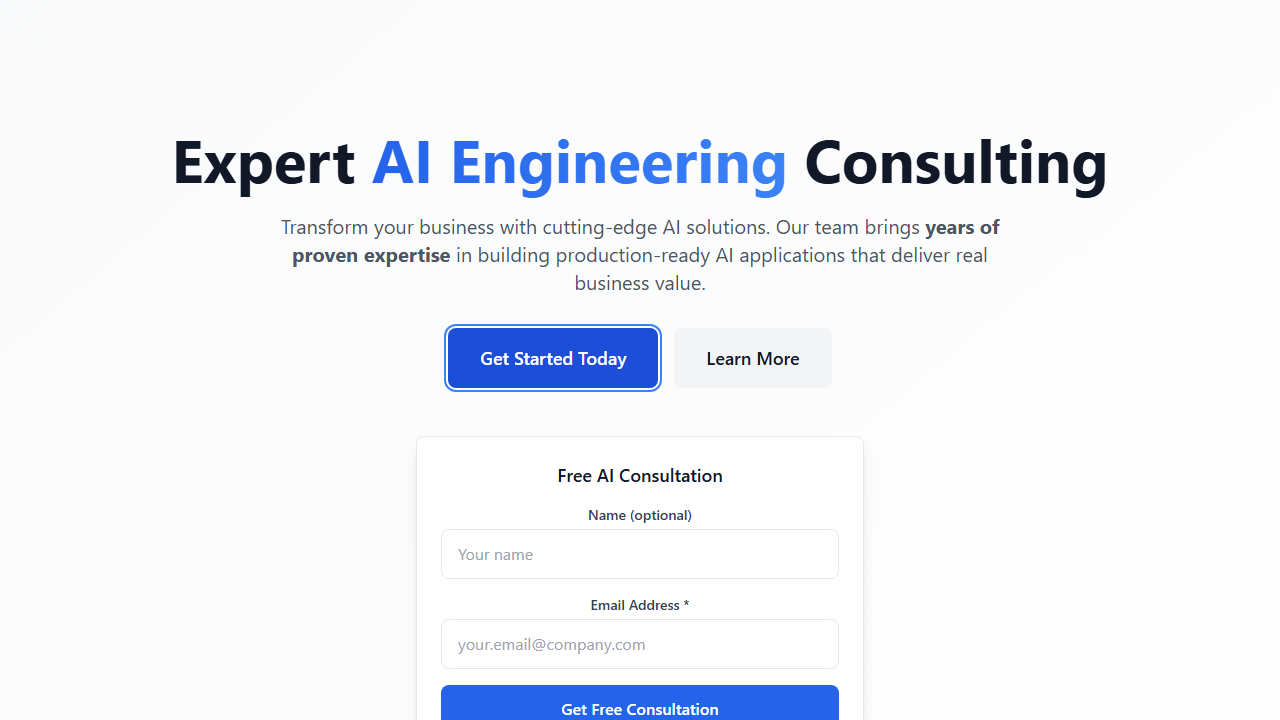 Expert AI Engineering Consulting
Transform your business with cutting-edge AI solutions. Our team brings years of
proven expertise in building production-ready AI applications that deliver real
business value.
Get Started Today
Learn More
Free AI Consultation
Name (optional)
Your name
Email Address *
your.email@company.com
Get Free Consultation